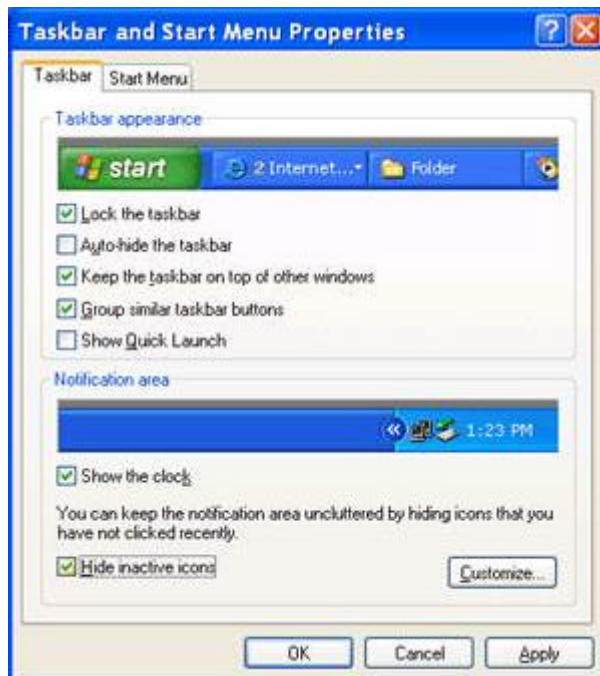 Taskbar and Start Menu Properties
Taskbar
Start Menu
Taskbar appearance
start
2 Internet...
Folder
Lock the taskbar
Auto-hide the taskbar
Keep the taskbar on top of other windows
Group similar taskbar buttons
Show Quick Launch
Notification area
1:23 PM
Show the clock
You can keep the notification area uncluttered by hiding icons that you
have not clicked recently.
Hide inactive icons
Customize...
OK
Cancel
Apply